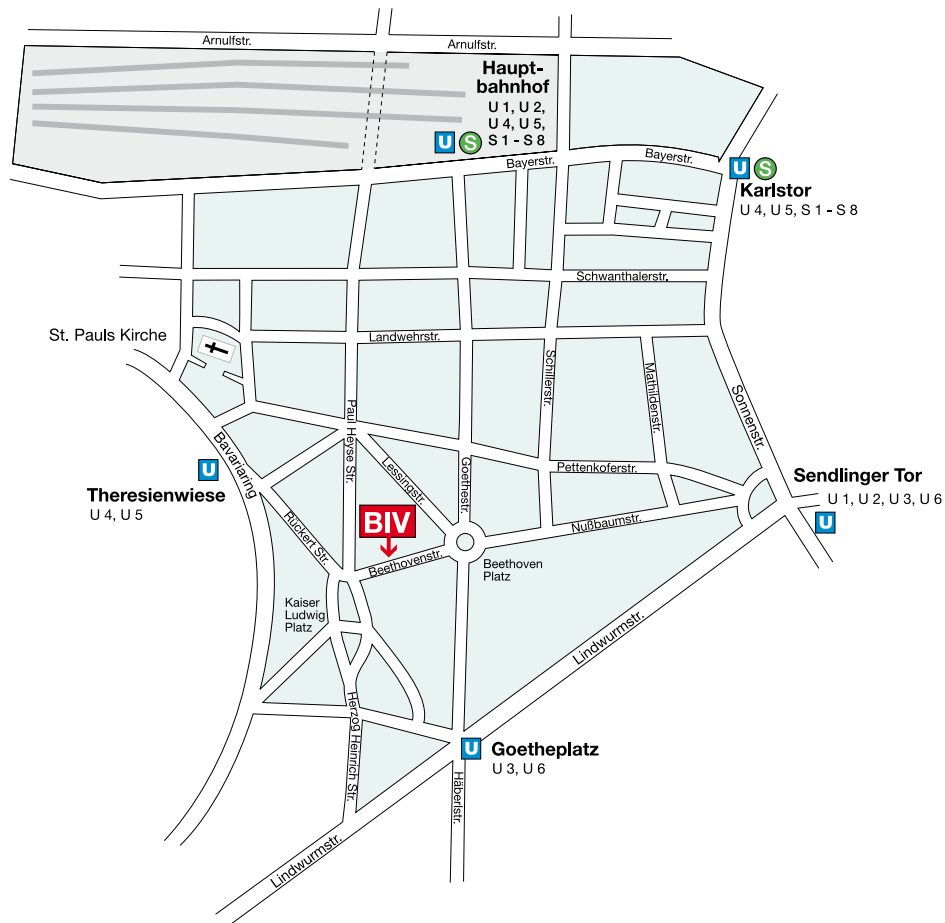 Arnulfstr.
Arnulfstr.
Haupt-
bahnhof
U 1, U 2,
U 4, U 5,
S 1 - S 8
U S
Bayerstr.
Bayerstr.
U S
Karlstor
U 4, U 5, S 1 - S 8
Schwanthalerstr.
St. Pauls Kirche
Landwehrstr.
Schillerstr.
Mathildenstr.
Sonnenstr.
Paul Heyse Str.
Bavariaring
Lessingstr.
Goethestr.
Pettenkoferstr.
U
Theresienwiese
U 4, U 5
Sendlinger Tor
U 1, U 2, U 3, U 6
U
Rückert Str.
BIV
Nußbaumstr.
Beethovenstr.
Beethoven
Platz
Kaiser
Ludwig
Platz
Lindwurmstr.
Herzog Heinrich Str.
U
Goetheplatz
U 3, U 6
Häberlstr.
Lindwurmstr.